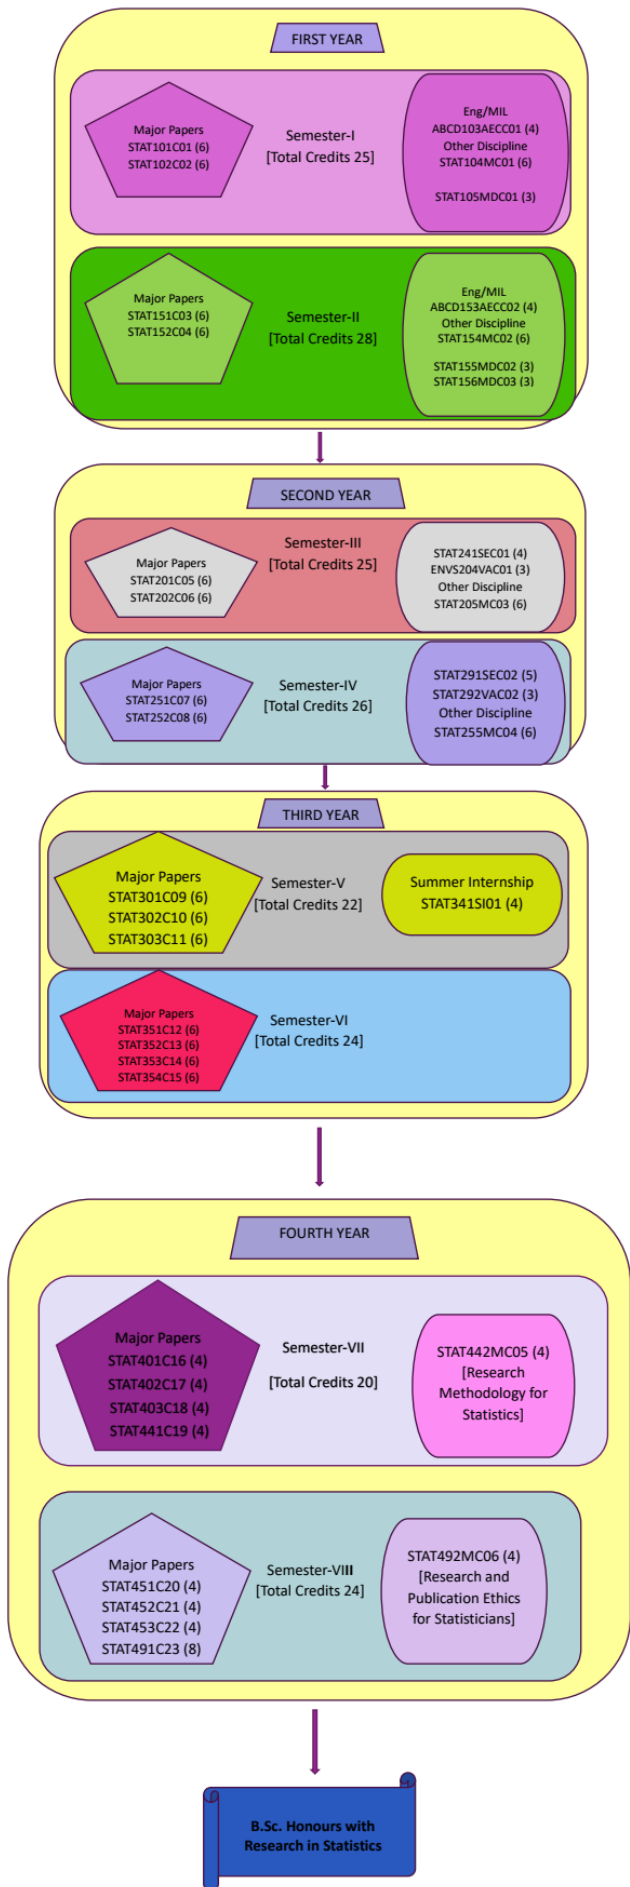 FIRST YEAR
Major Papers
STAT101C01 (6)
STAT102C02 (6)
Semester-I
[Total Credits 25]
Eng/MIL
ABCD103AECC01 (4)
Other Discipline
STAT104MC01 (6)
STAT105MDC01 (3)
Major Papers
STAT151C03 (6)
STAT152C04 (6)
Semester-II
[Total Credits 28]
Eng/MIL
ABCD153AECC02 (4)
Other Discipline
STAT154MC02 (6)
STAT155MDC02 (3)
STAT156MDC03 (3)
SECOND YEAR
Major Papers
STAT201C05 (6)
STAT202C06 (6)
Semester-III
[Total Credits 25]
STAT241SEC01 (4)
ENVS204VAC01 (3)
Other Discipline
STAT205MC03 (6)
Major Papers
STAT251C07 (6)
STAT252C08 (6)
Semester-IV
[Total Credits 26]
STAT291SEC02 (5)
STAT292VAC02 (3)
Other Discipline
STAT255MC04 (6)
THIRD YEAR
Major Papers
STAT301C09 (6)
STAT302C10 (6)
STAT303C11 (6)
Semester-V
[Total Credits 22]
Summer Internship
STAT341SI01 (4)
Major Papers
STAT351C12 (6)
STAT352C13 (6)
STAT353C14 (6)
STAT354C15 (6)
Semester-VI
[Total Credits 24]
FOURTH YEAR
Major Papers
STAT401C16 (4)
STAT402C17 (4)
STAT403C18 (4)
STAT441C19 (4)
Semester-VII
[Total Credits 20]
STAT442MC05 (4)
[Research
Methodology for
Statistics]
Major Papers
STAT451C20 (4)
STAT452C21 (4)
STAT453C22 (4)
STAT491C23 (8)
Semester-VIII
[Total Credits 24]
STAT492MC06 (4)
[Research and
Publication Ethics
for Statisticians]
B.Sc. Honours with
Research in Statistics